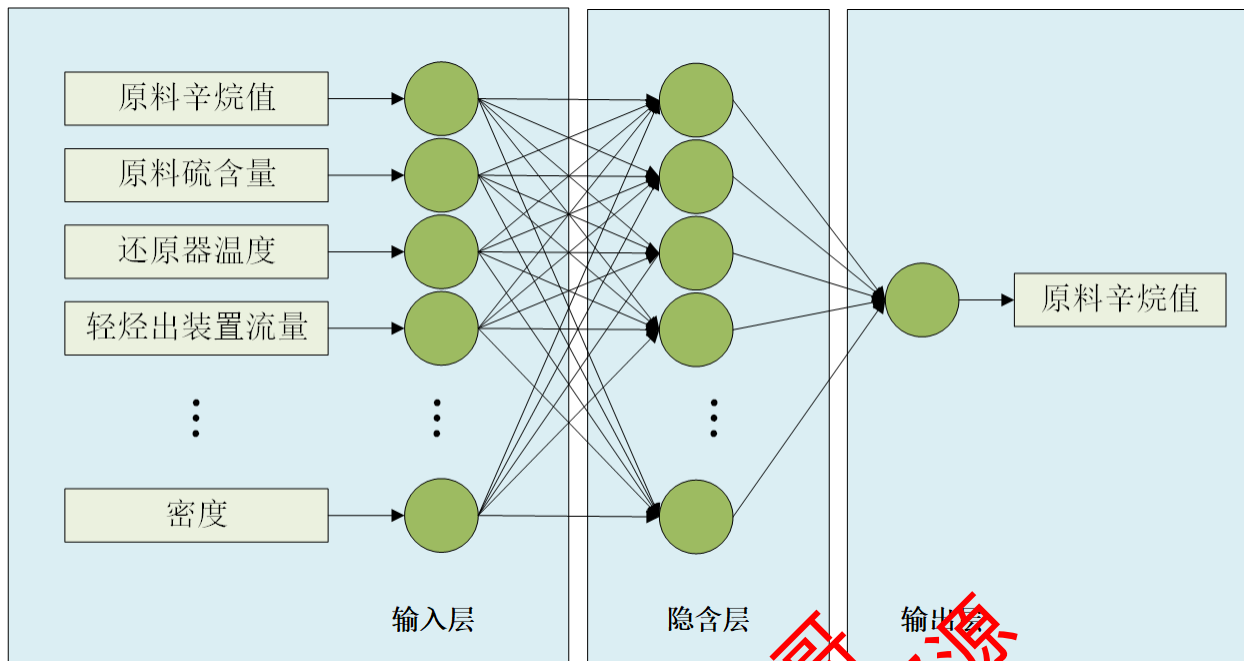 原料辛烷值
原料硫含量
还原器温度
轻烃出装置流量
密度
原料辛烷值
输入层
隐含层
输出层
哥
源